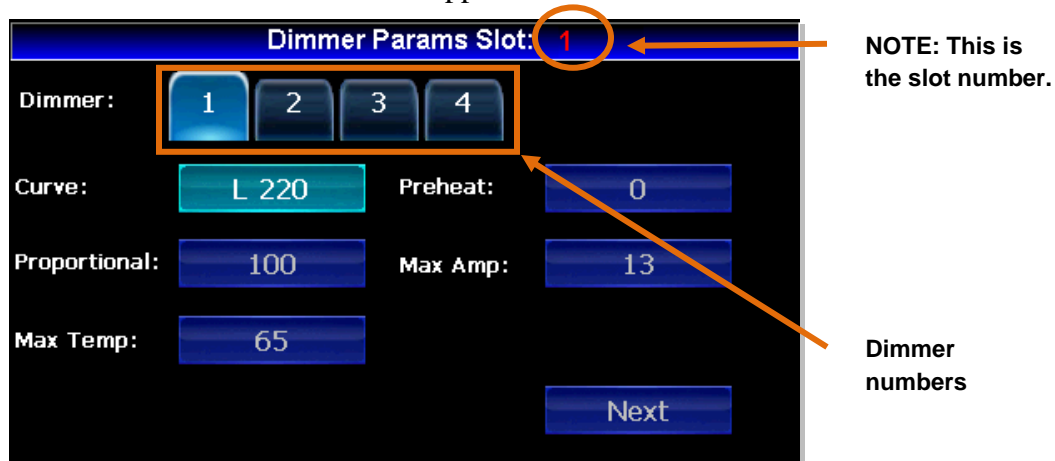 Dimmer Params Slot: 1
NOTE: This is
the slot number.
Dimmer: 1 2 3 4
Curve: L 220 Preheat: 0
Proportional: 100 Max Amp: 13
Max Temp: 65
Dimmer
numbers
Next